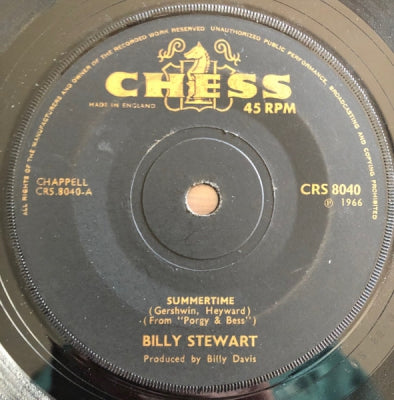 ALL RIGHTS OF THE MANUFACTURERS AND OWNER OF THE RECORDED WORK RESERVED UNAUTHORIZED PUBLIC PERFORMANCE, BROADCASTING AND COPYING PROHIBITED
CHESS
MADE IN ENGLAND
45 RPM
CHAPPELL
CRS.8040-A
CRS 8040
℗ 1966
SUMMERTIME
(Gershwin, Heyward)
(From "Porgy & Bess")
BILLY STEWART
Produced by Billy Davis